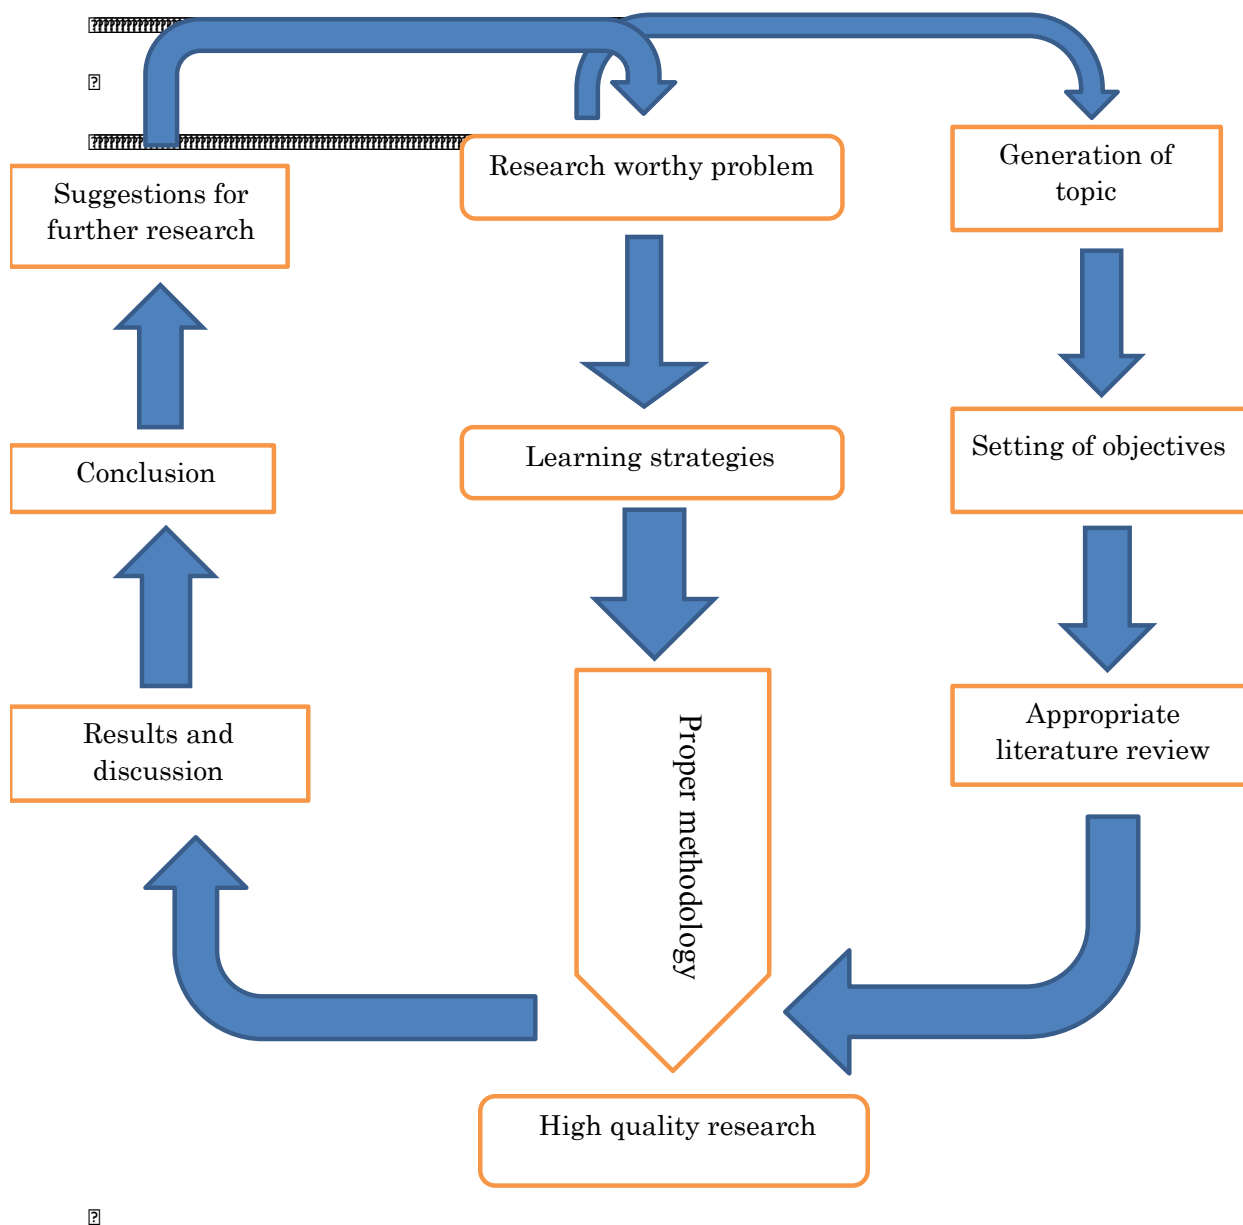 Research worthy problem
Generation of
topic
Suggestions for
further research
Learning strategies
Setting of objectives
Conclusion
Proper methodology
Appropriate
literature review
Results and
discussion
High quality research